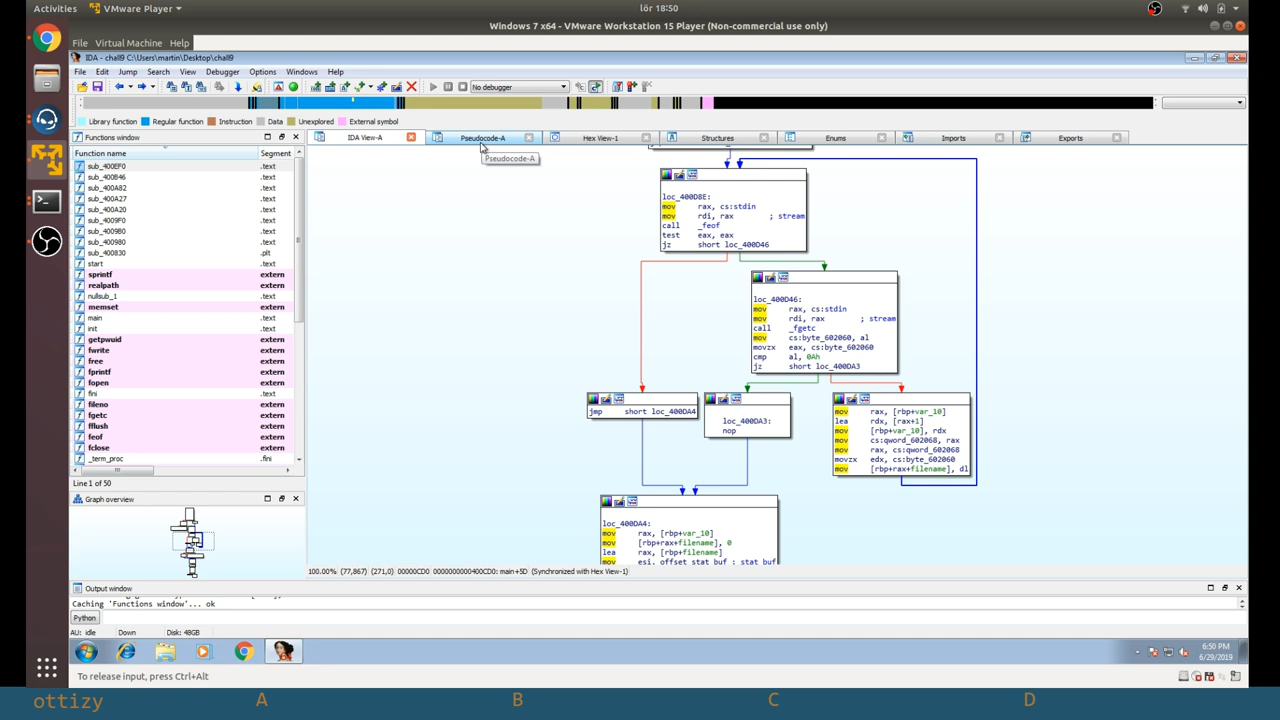 Activities VMware Player lör 18:50
Windows 7 x64 - VMware Workstation 15 Player (Non-commercial use only)
File Virtual Machine Help
IDA - chall9 C:\Users\martin\Desktop\chall9
File Edit Jump Search View Debugger Options Windows Help
No debugger
Library function Regular function Instruction Data Unexplored External symbol
Functions window
IDA View-A Pseudocode-A Hex View-1 Structures Enums Imports Exports
Pseudocode-A
Function name Segment
sub_400EF0 .text
sub_400B46 .text
sub_400A82 .text
sub_400A27 .text
sub_400A20 .text
sub_4009F0 .text
sub_4009B0 .text
sub_400980 .text
sub_400830 .plt
start .text
sprintf extern
realpath extern
nullsub_1 .text
memset extern
main .text
init .text
getpwuid extern
fwrite extern
free extern
fprintf extern
fopen extern
fini .text
fileno extern
fgetc extern
fflush extern
feof extern
fclose extern
_term_proc .fini
Line 1 of 50
Graph overview
loc_400D8E:
mov rax, cs:stdin
mov rdi, rax ; stream
call _feof
test eax, eax
jz short loc_400D46
loc_400D46:
mov rax, cs:stdin
mov rdi, rax ; stream
call _fgetc
mov cs:byte_602060, al
movzx eax, cs:byte_602060
cmp al, 0Ah
jz short loc_400DA3
jmp short loc_400DA4
loc_400DA3:
nop
mov rax, [rbp+var_10]
lea rdx, [rax+1]
mov [rbp+var_10], rdx
mov cs:qword_602068, rax
mov rax, cs:qword_602068
movzx edx, cs:byte_602060
mov [rbp+rax+filename], dl
loc_400DA4:
mov rax, [rbp+var_10]
mov [rbp+rax+filename], 0
lea rax, [rbp+filename]
mov esi, offset stat_buf ; stat_buf
100.00% (77,867) (271,0) 00000CD0 0000000000400CD0: main+5D (Synchronized with Hex View-1)
Output window
Caching 'Functions window'... ok
Python
AU: idle Down Disk: 48GB
6:50 PM
6/29/2019
To release input, press Ctrl+Alt
ottizy A B C D